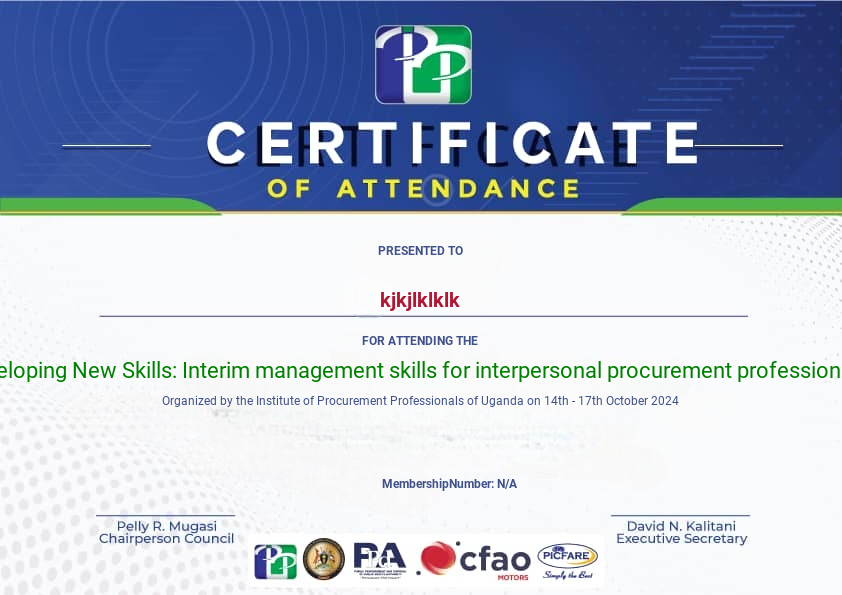 CERTIFICATE
OF ATTENDANCE
PRESENTED TO
kjkjlklklk
FOR ATTENDING THE
eloping New Skills: Interim management skills for interpersonal procurement profession
Organized by the Institute of Procurement Professionals of Uganda on 14th - 17th October 2024
MembershipNumber: N/A
Pelly R. Mugasi
Chairperson Council
David N. Kalitani
Executive Secretary
cfao
MOTORS
PICFARE
Simply the Best